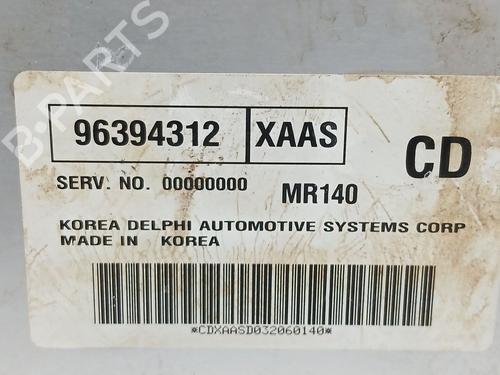 96394312 XAAS
CD
SERV. NO. 00000000 MR140
KOREA DELPHI AUTOMOTIVE SYSTEMS CORP
MADE IN KOREA
*CDXAASD032060140*
B-PARTS